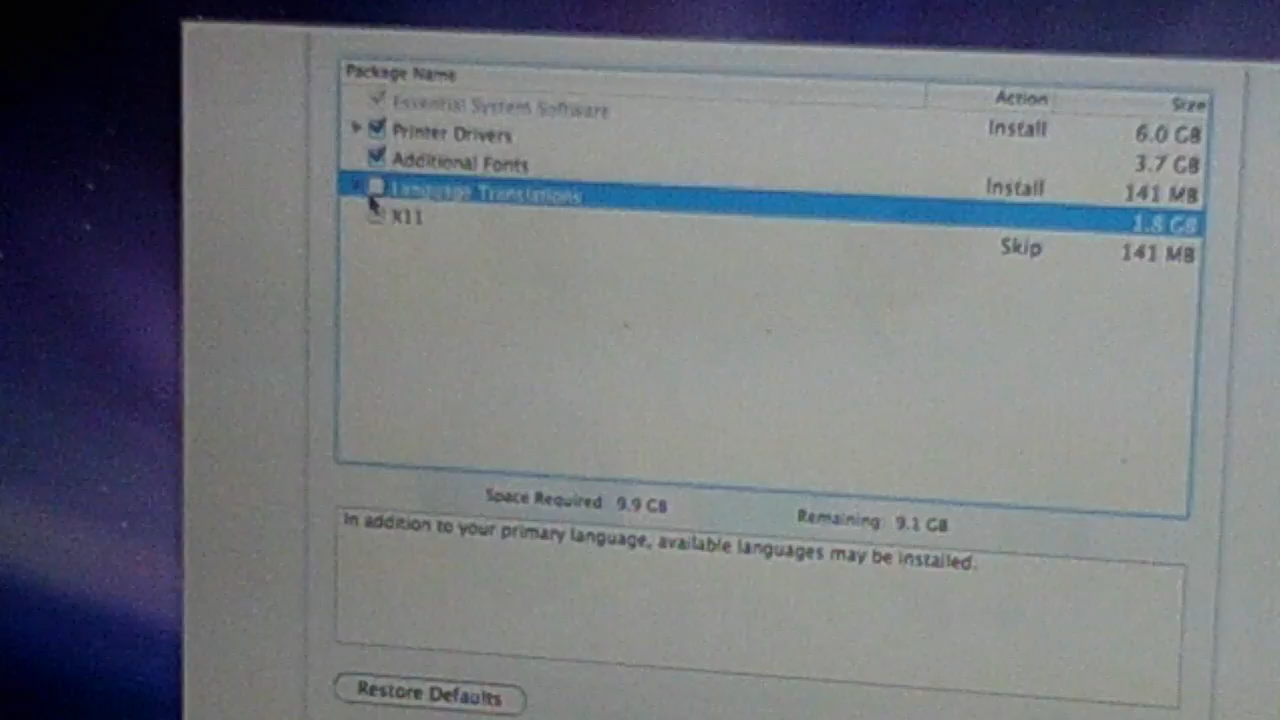 Package Name Action Size
Essential System Software Install 6.0 GB
Printer Drivers 3.7 GB
Additional Fonts Install 141 MB
Language Translations 1.8 GB
X11 Skip 141 MB
Space Required 9.9 GB Remaining: 9.1 GB
In addition to your primary language, available languages may be installed.
Restore Defaults